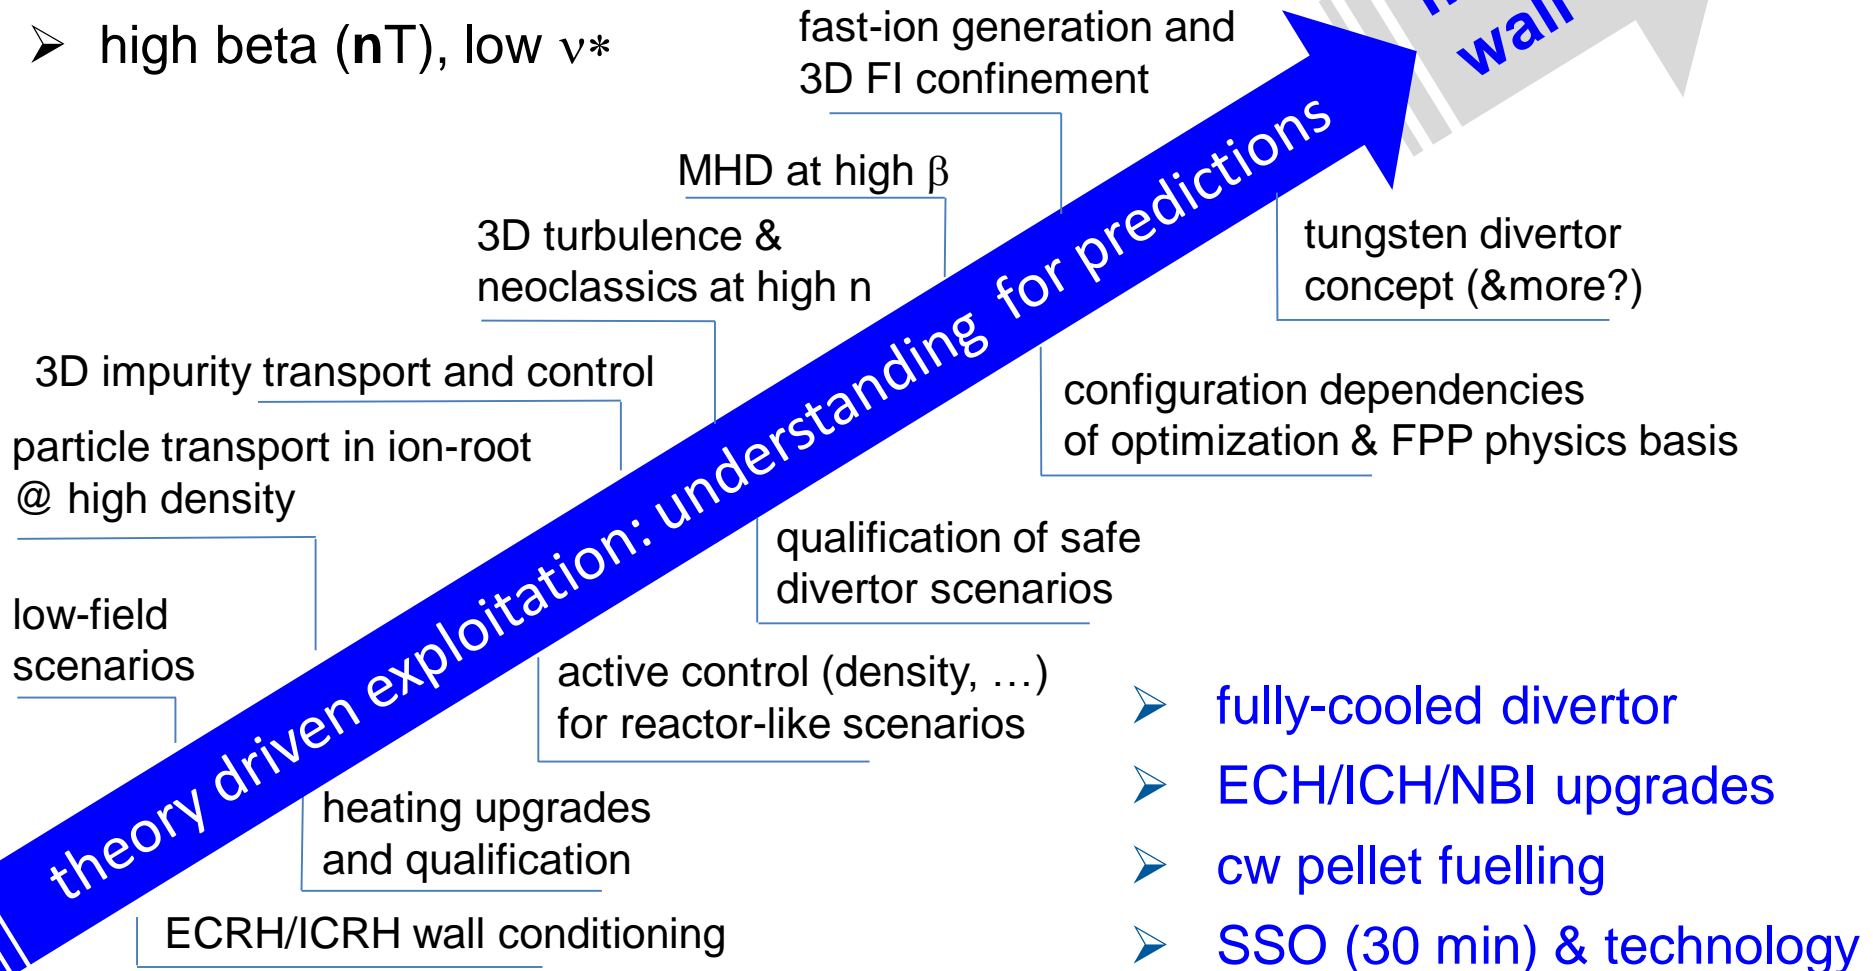 ➢ high beta (nT), low ν*
fast-ion generation and
3D FI confinement
wall
MHD at high β
3D turbulence &
neoclassics at high n
3D impurity transport and control
particle transport in ion-root
@ high density
low-field
scenarios
theory driven exploitation: understanding for predictions
tungsten divertor
concept (&more?)
configuration dependencies
of optimization & FPP physics basis
qualification of safe
divertor scenarios
active control (density, …)
for reactor-like scenarios
heating upgrades
and qualification
ECRH/ICRH wall conditioning
➢ fully-cooled divertor
➢ ECH/ICH/NBI upgrades
➢ cw pellet fuelling
➢ SSO (30 min) & technology